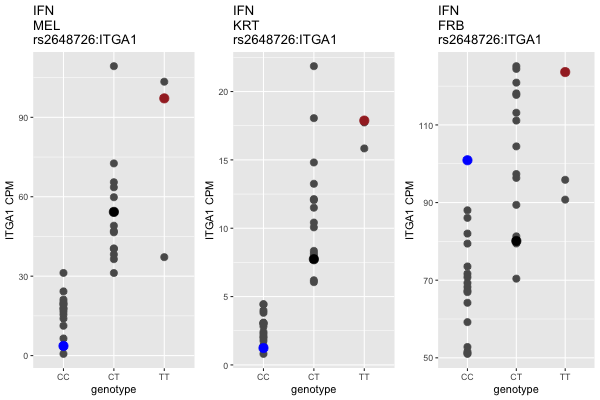 IFN
MEL
rs2648726:ITGA1
ITGA1 CPM
90
60
30
0
CC CT TT
genotype
IFN
KRT
rs2648726:ITGA1
ITGA1 CPM
20
15
10
5
0
CC CT TT
genotype
IFN
FRB
rs2648726:ITGA1
ITGA1 CPM
110
90
70
50
CC CT TT
genotype